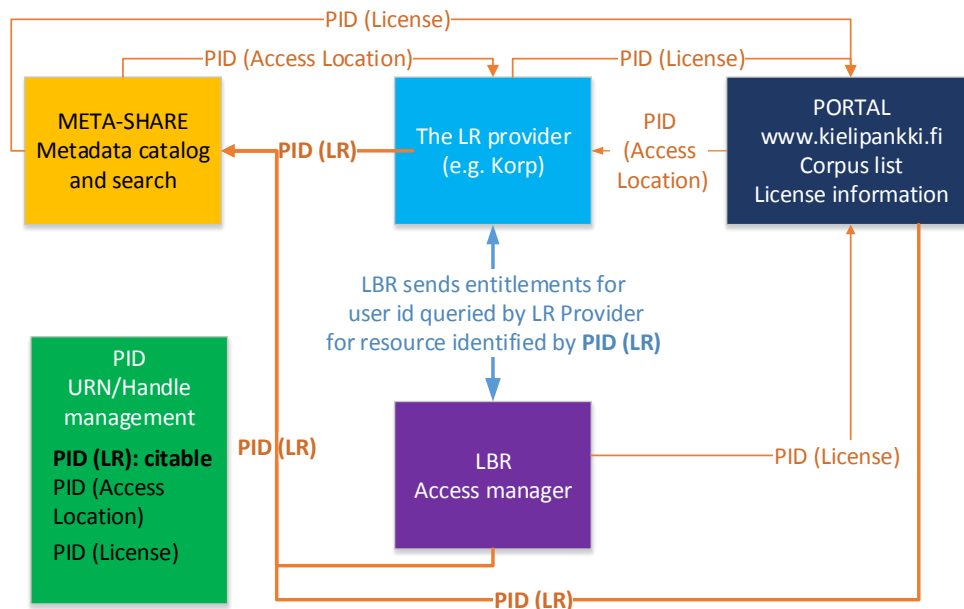 PID (License)
PID (Access Location)
PID (License)
META-SHARE
Metadata catalog
and search
PID (LR)
The LR provider
(e.g. Korp)
PID
(Access
Location)
PORTAL
www.kielipankki.fi
Corpus list
License information
LBR sends entitlements for
user id queried by LR Provider
for resource identified by PID (LR)
PID
URN/Handle
management
PID (LR): citable
PID (Access
Location)
PID (License)
PID (LR)
LBR
Access manager
PID (License)
PID (LR)